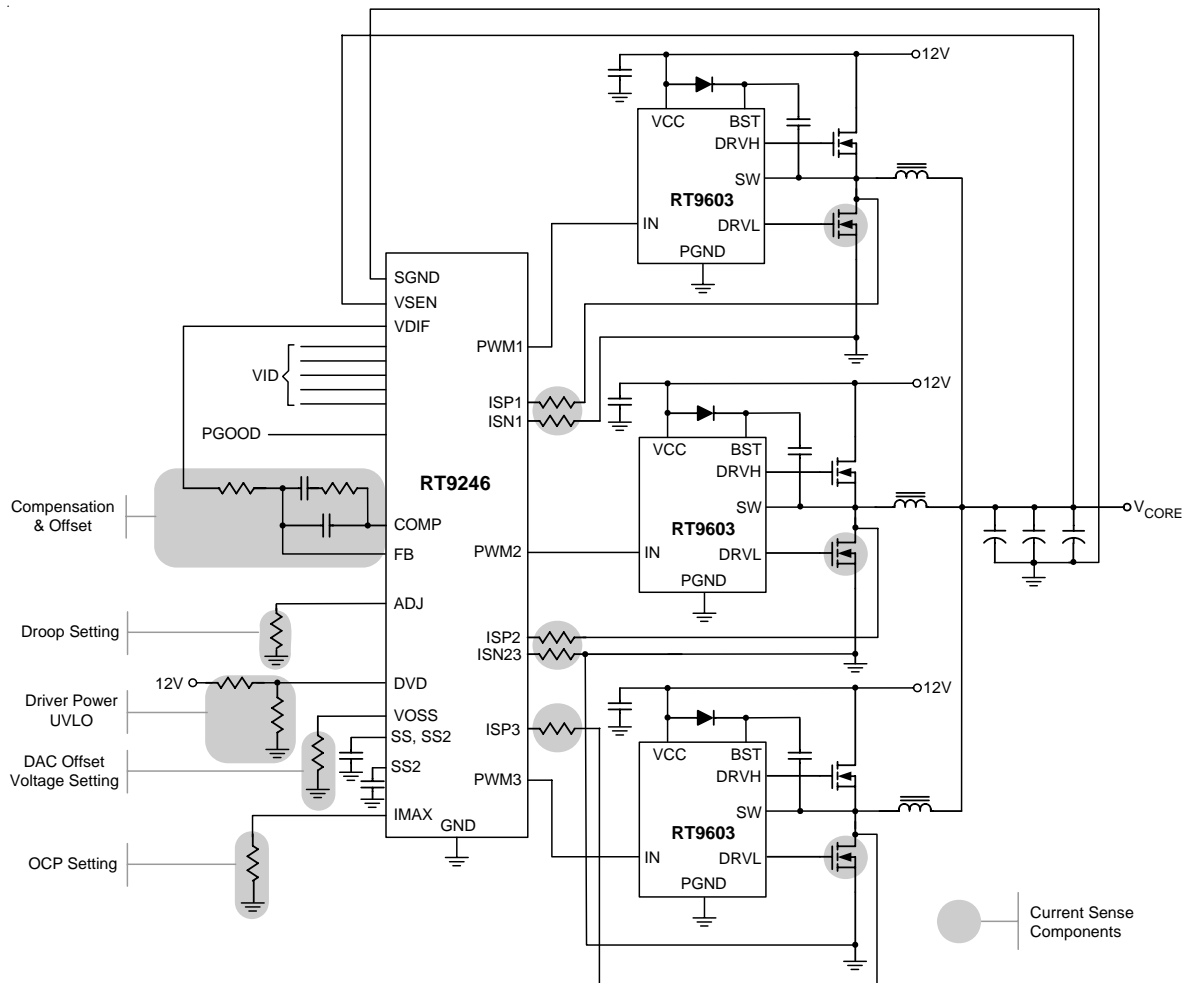 12V
VCC
BST
DRVH
SW
RT9603
IN
DRVL
PGND
SGND
VSEN
VDIF
VID
PGOOD
PWM1
ISP1
ISN1
RT9246
Compensation
& Offset
COMP
FB
PWM2
12V
VCC
BST
DRVH
SW
RT9603
IN
DRVL
PGND
VCORE
Droop Setting
ADJ
ISP2
ISN23
12V
DVD
Driver Power
UVLO
VOSS
SS, SS2
SS2
DAC Offset
Voltage Setting
ISP3
PWM3
IMAX
GND
OCP Setting
12V
VCC
BST
DRVH
SW
RT9603
IN
DRVL
PGND
Current Sense
Components